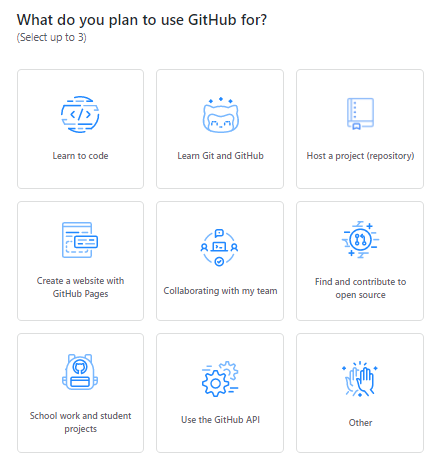 What do you plan to use GitHub for?
(Select up to 3)
Learn to code
Learn Git and GitHub
Host a project (repository)
Create a website with
GitHub Pages
Collaborating with my team
Find and contribute to
open source
School work and student
projects
Use the GitHub API
Other